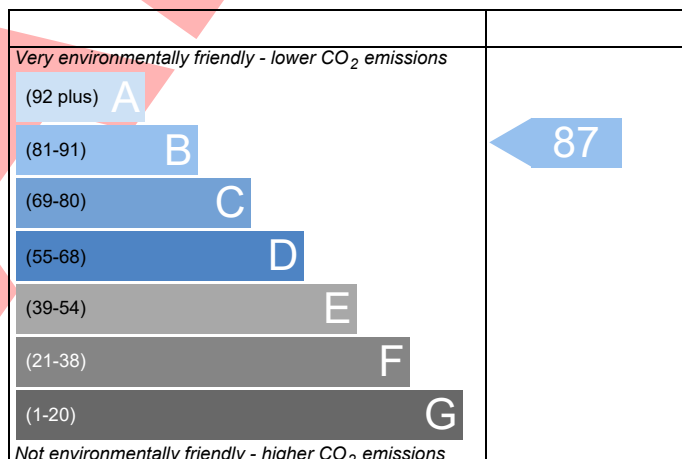 Very environmentally friendly - lower CO2 emissions
(92 plus) A
(81-91) B
87
(69-80) C
(55-68) D
(39-54) E
(21-38) F
(1-20) G
Not environmentally friendly - higher CO2 emissions